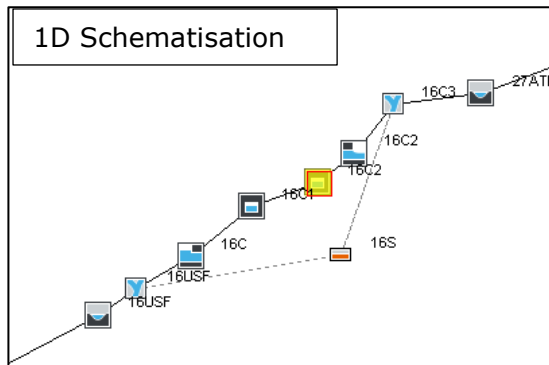 1D Schematisation
27ATI
16C3
16C2
16C2
16C1
16S
16C
16USF
16USF